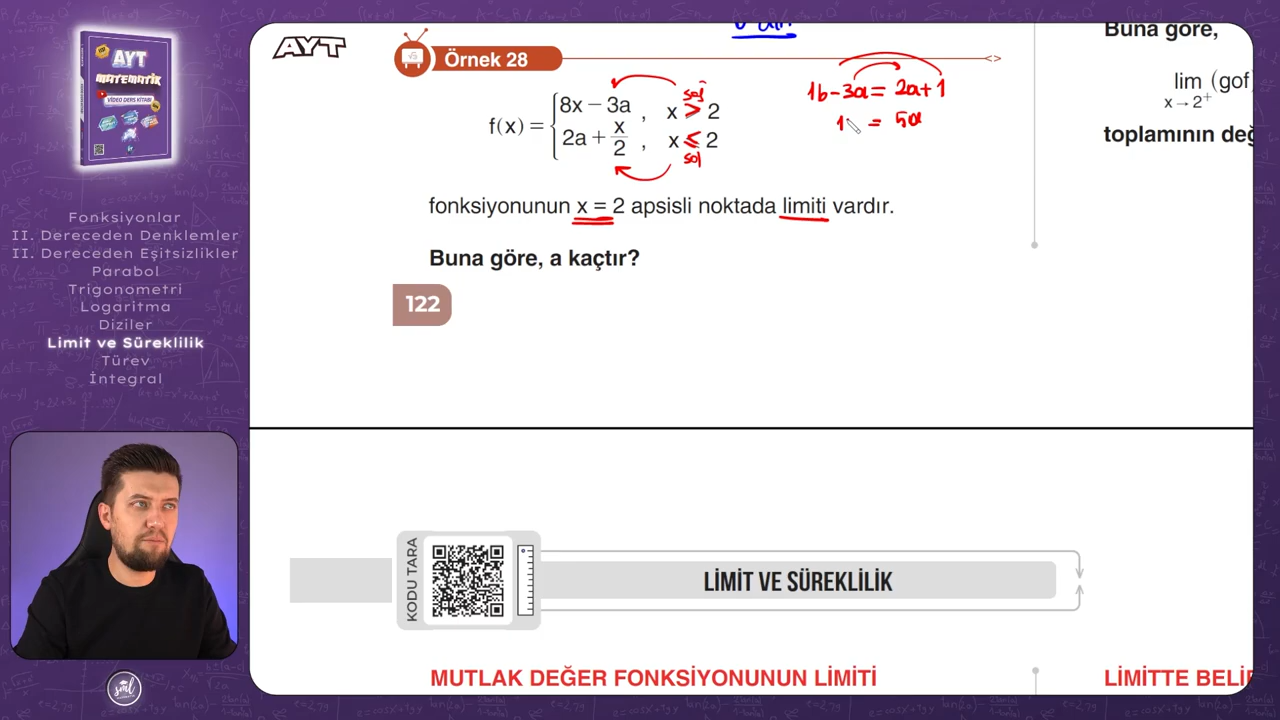 AYT
MATEMATİK
VİDEO DERS KİTABI
Fonksiyonlar
II. Dereceden Denklemler
II. Dereceden Eşitsizlikler
Parabol
Trigonometri
Logaritma
Diziler
Limit ve Süreklilik
Türev
İntegral
sml
AYT
Örnek 28
f(x) = { 8x − 3a , x > 2
2a + x/2 , x ≤ 2
sağ
sol
16-3a = 2a+1
1 = 5a
fonksiyonunun x = 2 apsisli noktada limiti vardır.
Buna göre, a kaçtır?
122
KODU TARA
LİMİT VE SÜREKLİLİK
MUTLAK DEĞER FONKSİYONUNUN LİMİTİ
Buna göre,
lim (gof)
x → 2⁺
toplamının değ
LİMİTTE BELİ